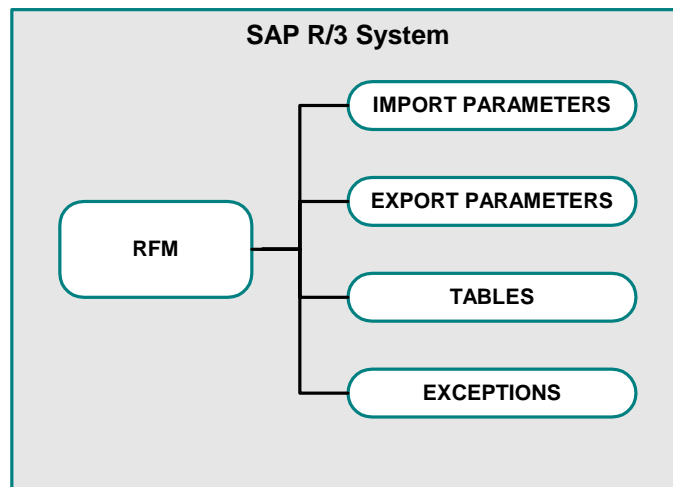 SAP R/3 System
IMPORT PARAMETERS
EXPORT PARAMETERS
RFM
TABLES
EXCEPTIONS